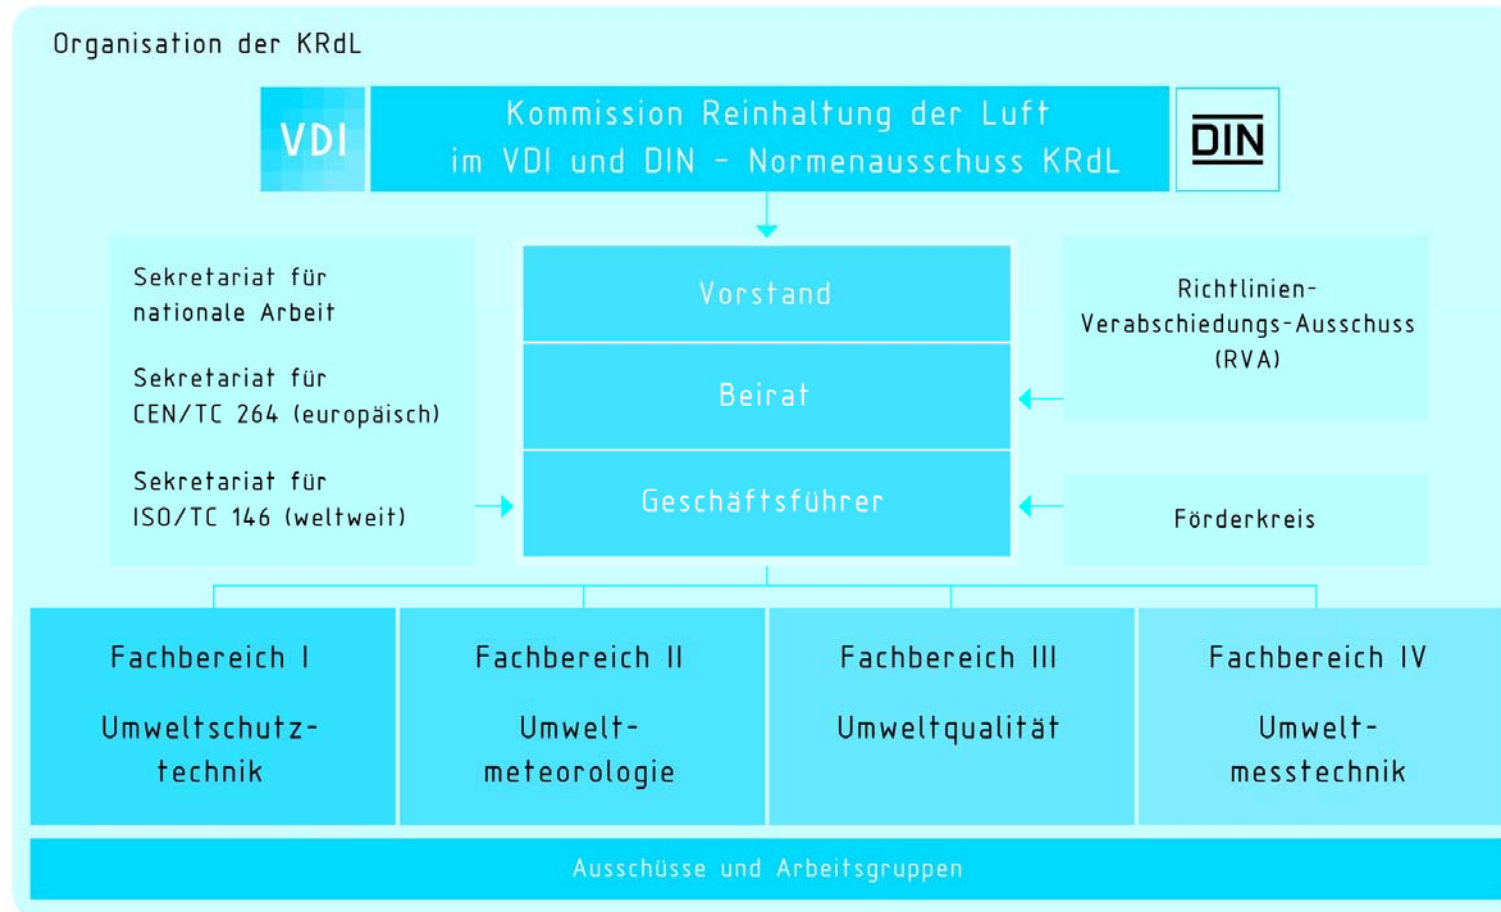 Organisation der KRdL
VDI
Kommission Reinhaltung der Luft
im VDI und DIN - Normenausschuss KRdL
DIN
Sekretariat für
nationale Arbeit
Sekretariat für
CEN/TC 264 (europäisch)
Sekretariat für
ISO/TC 146 (weltweit)
Vorstand
Beirat
Geschäftsführer
Richtlinien-
Verabschiedungs-Ausschuss
(RVA)
Förderkreis
Fachbereich I
Umweltschutz-
technik
Fachbereich II
Umwelt-
meteorologie
Fachbereich III
Umweltqualität
Fachbereich IV
Umwelt-
messtechnik
Ausschüsse und Arbeitsgruppen